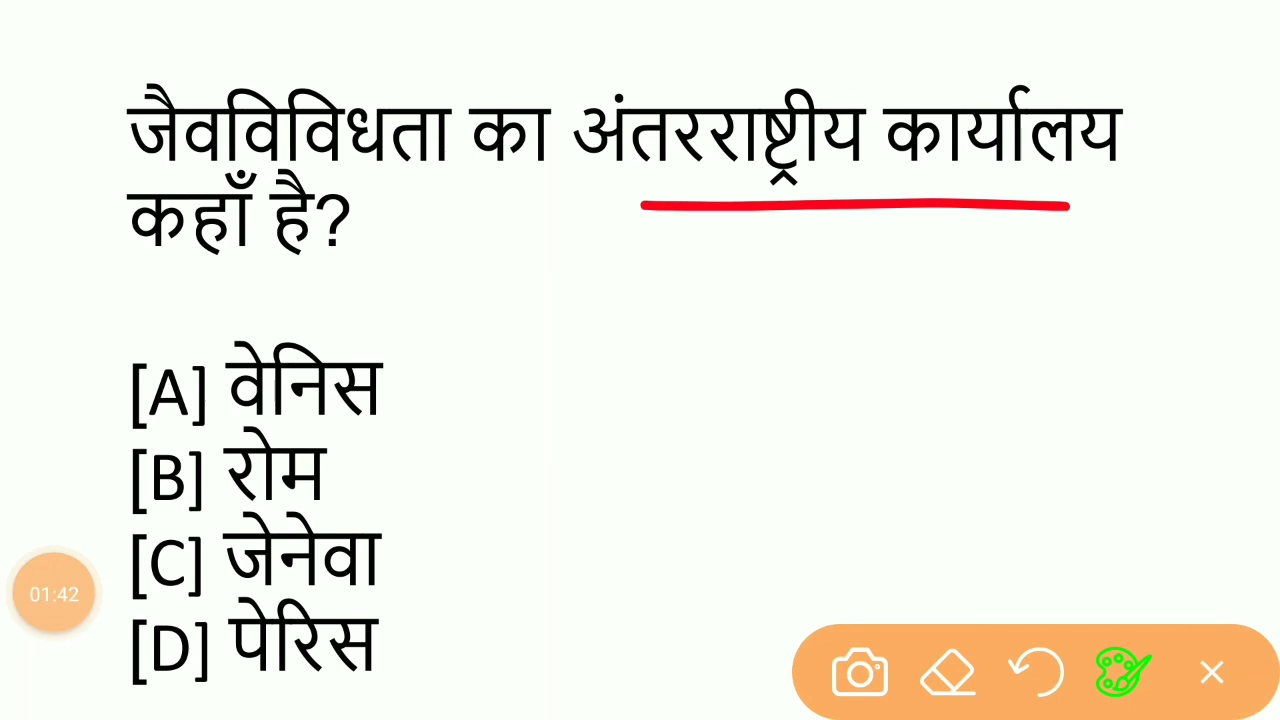 जैवविविधता का अंतरराष्ट्रीय कार्यालय
कहाँ है?
[A] वेनिस
[B] रोम
[C] जेनेवा
[D] पेरिस
01:42